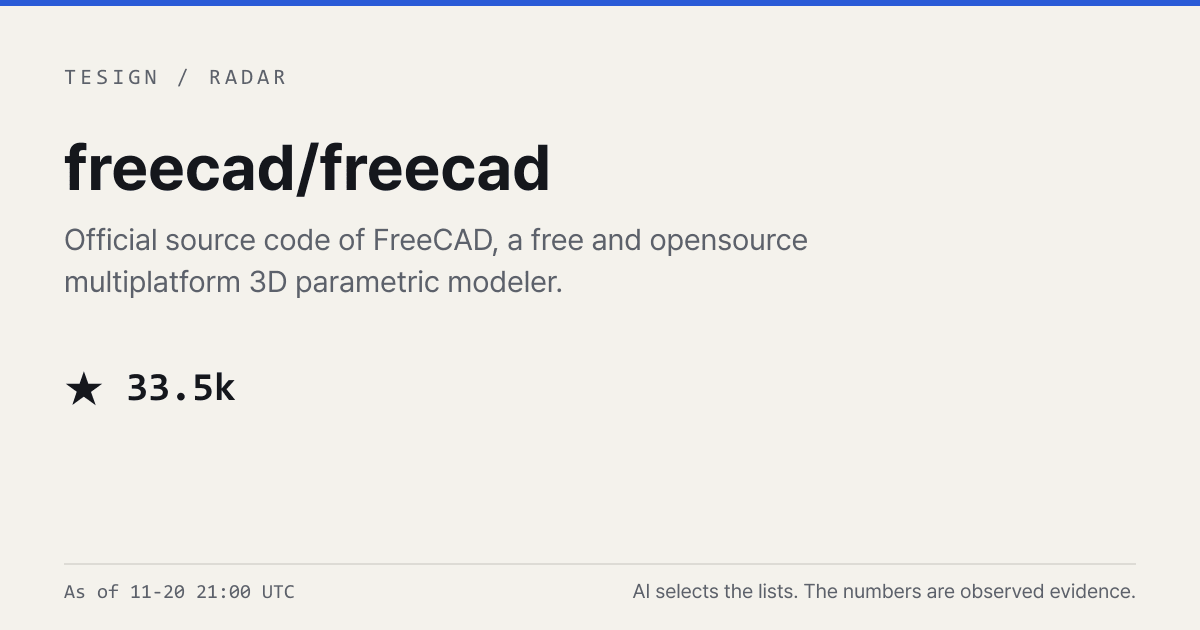 TESIGN / RADAR
freecad/freecad
Official source code of FreeCAD, a free and opensource
multiplatform 3D parametric modeler.
★ 33.5k
As of 11-20 21:00 UTC
AI selects the lists. The numbers are observed evidence.